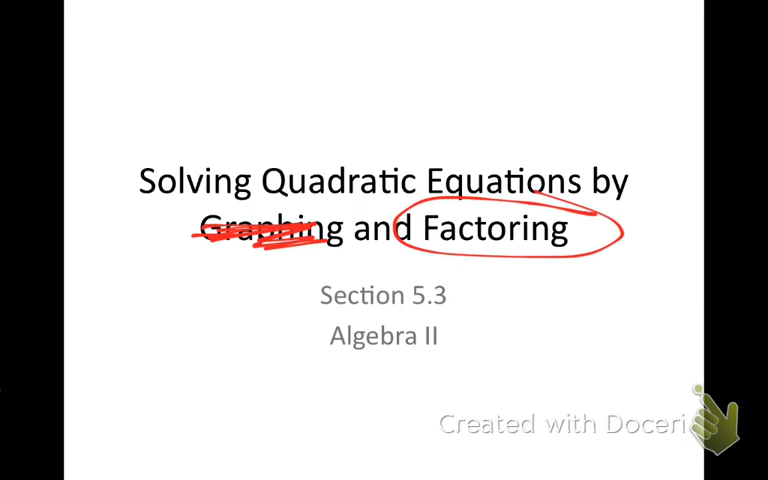 Solving Quadratic Equations by
Graphing and Factoring
Section 5.3
Algebra II
Created with Doceri